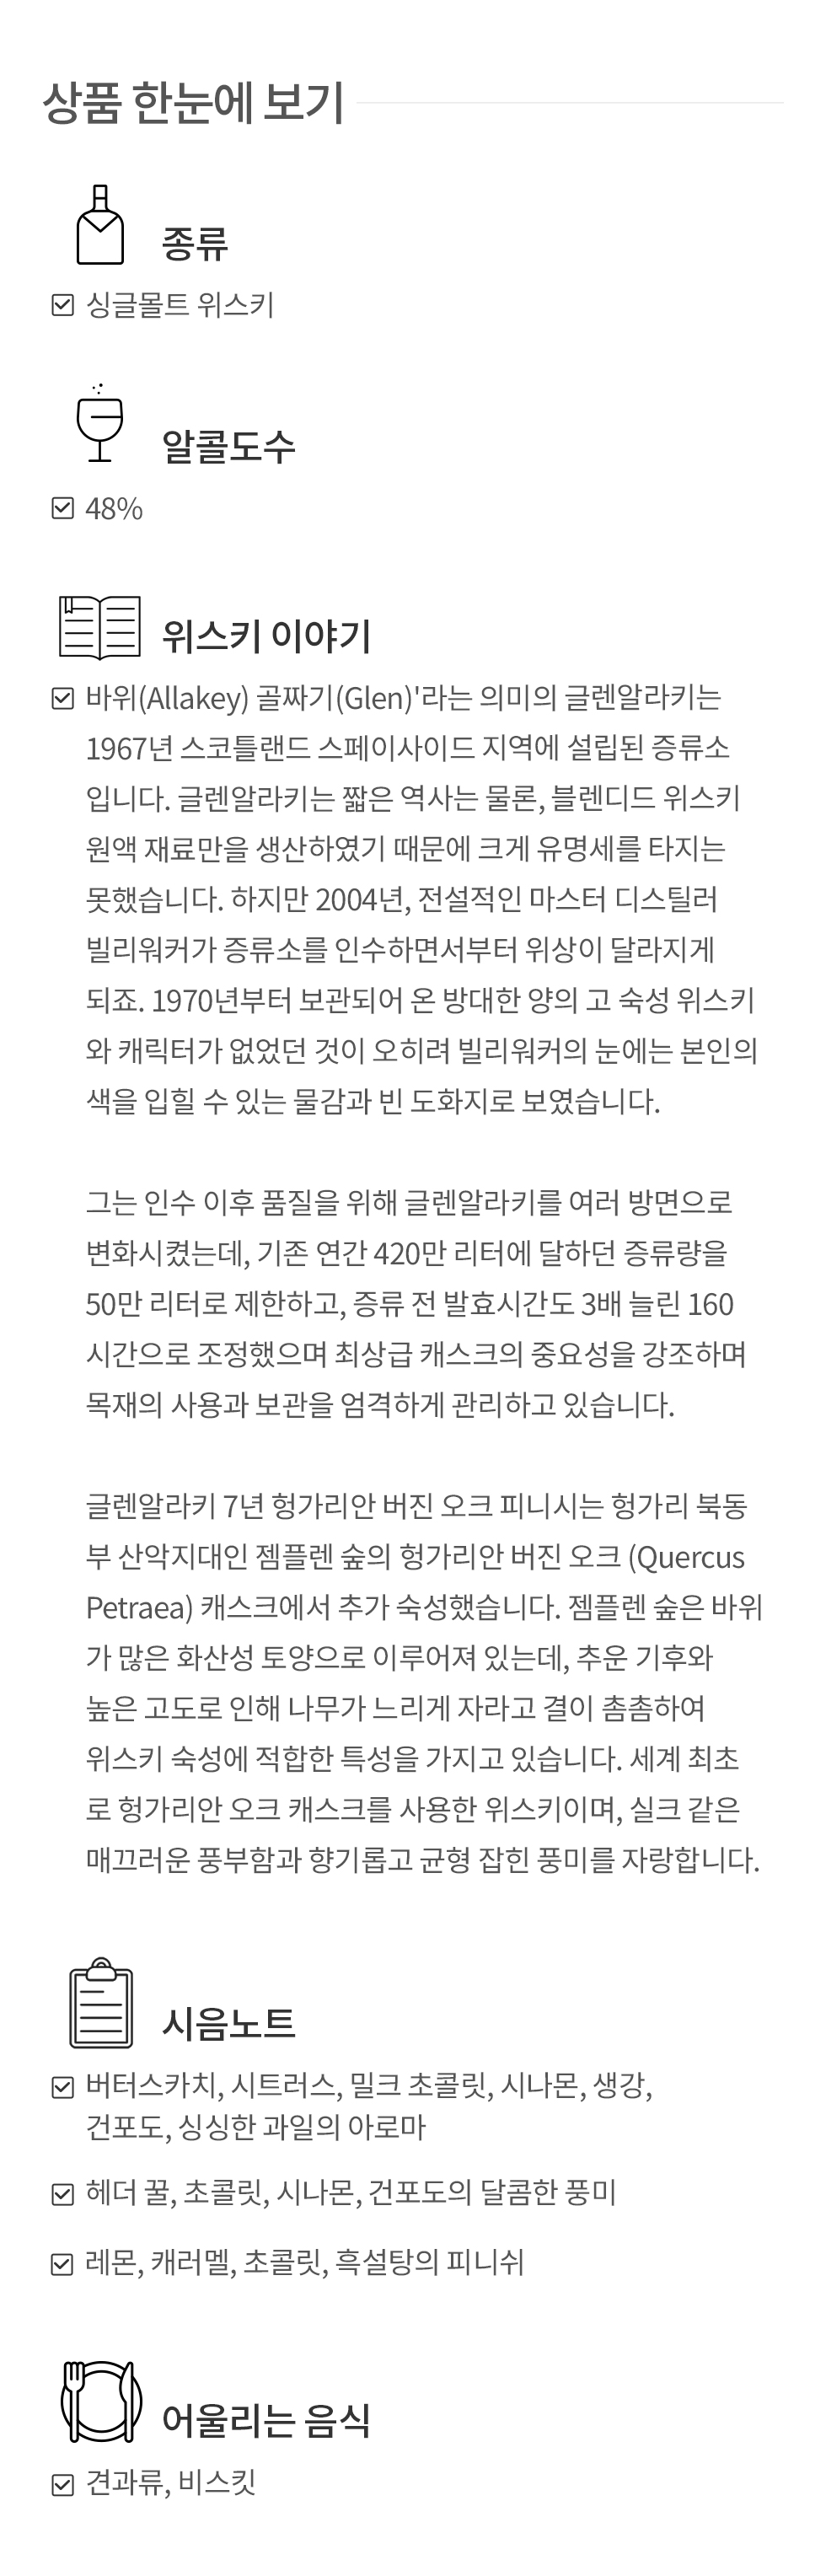 상품 한눈에 보기
종류
싱글몰트 위스키
알콜도수
48%
위스키 이야기
바위(Allakey) 골짜기(Glen)'라는 의미의 글렌알라키는
1967년 스코틀랜드 스페이사이드 지역에 설립된 증류소
입니다. 글렌알라키는 짧은 역사는 물론, 블렌디드 위스키
원액 재료만을 생산하였기 때문에 크게 유명세를 타지는
못했습니다. 하지만 2004년, 전설적인 마스터 디스틸러
빌리워커가 증류소를 인수하면서부터 위상이 달라지게
되죠. 1970년부터 보관되어 온 방대한 양의 고 숙성 위스키
와 캐릭터가 없었던 것이 오히려 빌리워커의 눈에는 본인의
색을 입힐 수 있는 물감과 빈 도화지로 보였습니다.
그는 인수 이후 품질을 위해 글렌알라키를 여러 방면으로
변화시켰는데, 기존 연간 420만 리터에 달하던 증류량을
50만 리터로 제한하고, 증류 전 발효시간도 3배 늘린 160
시간으로 조정했으며 최상급 캐스크의 중요성을 강조하며
목재의 사용과 보관을 엄격하게 관리하고 있습니다.
글렌알라키 7년 헝가리안 버진 오크 피니시는 헝가리 북동
부 산악지대인 젬플렌 숲의 헝가리안 버진 오크 (Quercus
Petraea) 캐스크에서 추가 숙성했습니다. 젬플렌 숲은 바위
가 많은 화산성 토양으로 이루어져 있는데, 추운 기후와
높은 고도로 인해 나무가 느리게 자라고 결이 촘촘하여
위스키 숙성에 적합한 특성을 가지고 있습니다. 세계 최초
로 헝가리안 오크 캐스크를 사용한 위스키이며, 실크 같은
매끄러운 풍부함과 향기롭고 균형 잡힌 풍미를 자랑합니다.
시음노트
버터스카치, 시트러스, 밀크 초콜릿, 시나몬, 생강,
건포도, 싱싱한 과일의 아로마
헤더 꿀, 초콜릿, 시나몬, 건포도의 달콤한 풍미
레몬, 캐러멜, 초콜릿, 흑설탕의 피니쉬
어울리는 음식
견과류, 비스킷